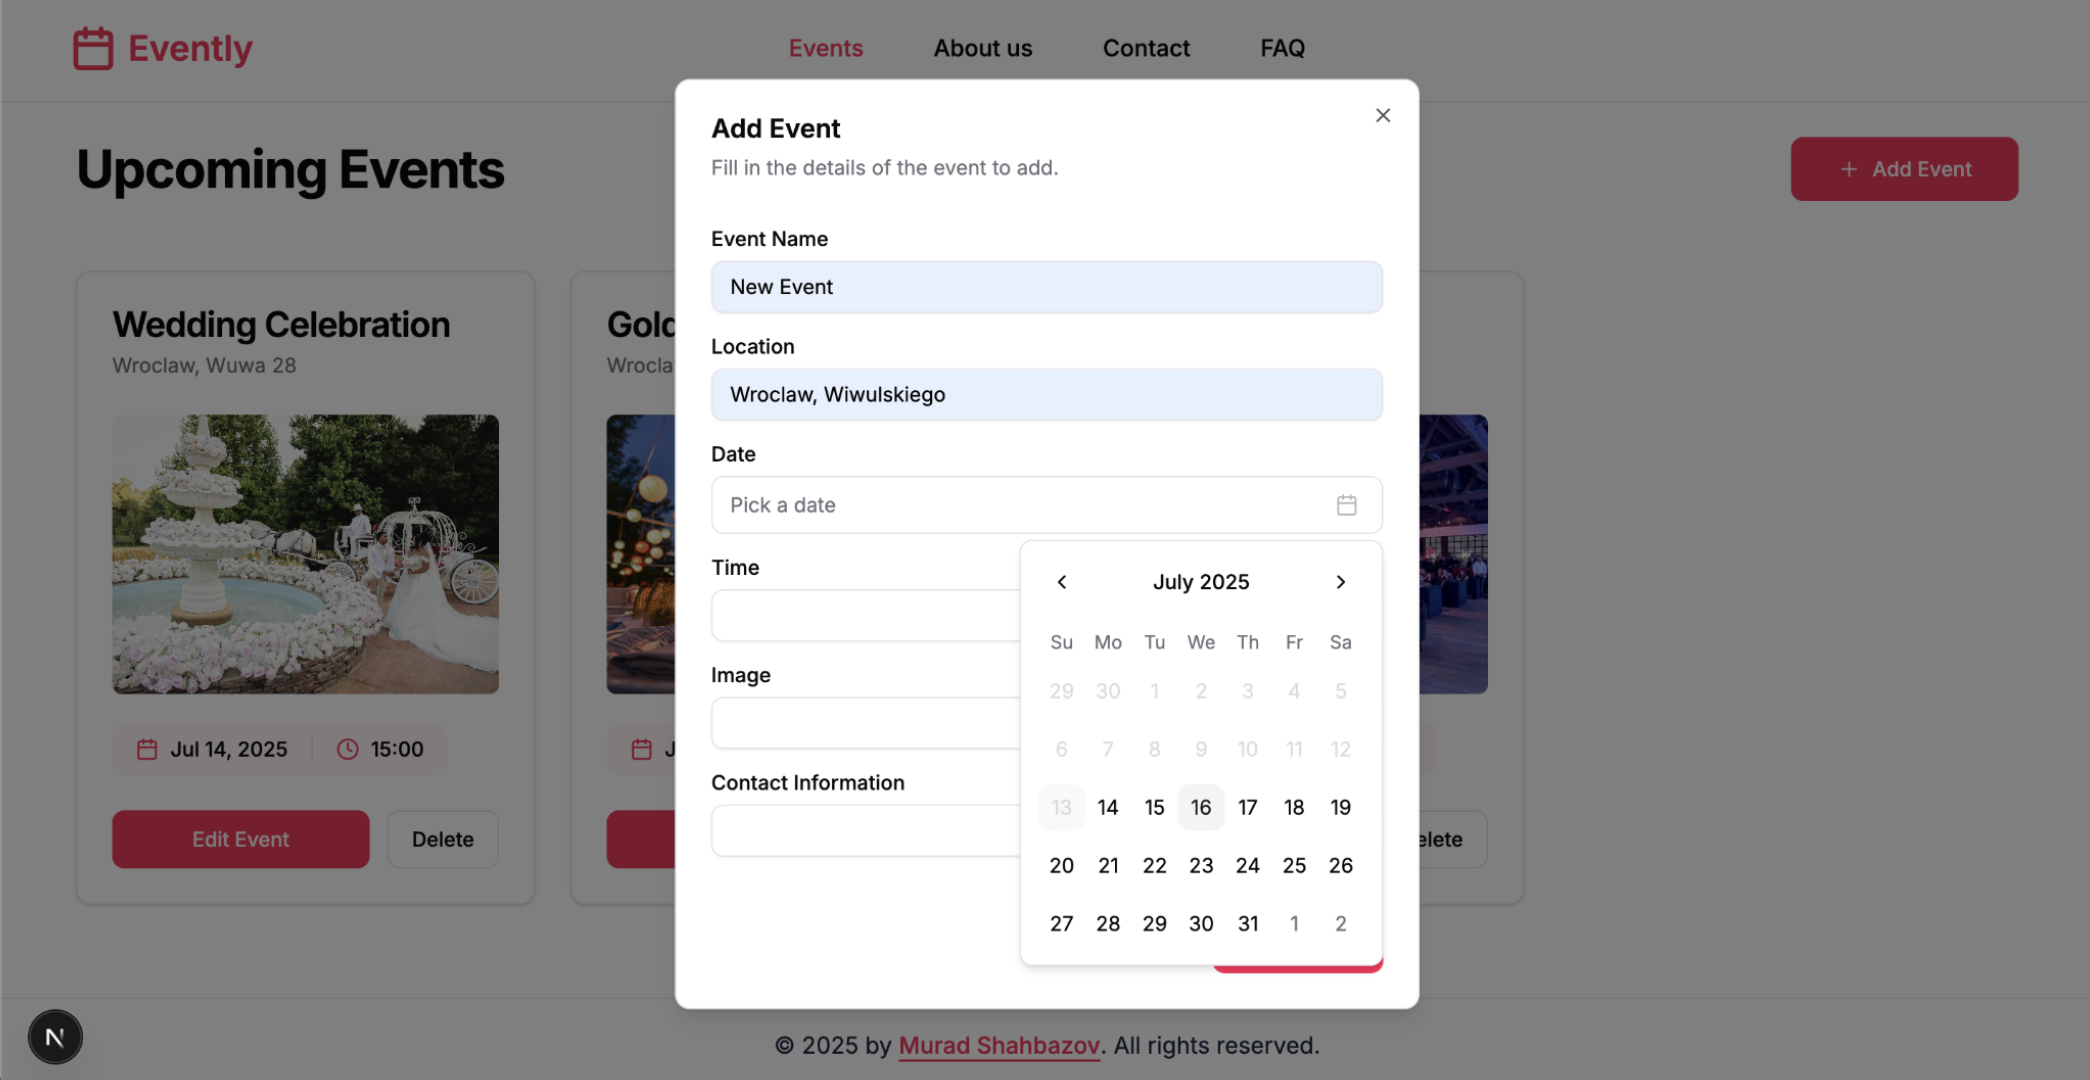 Evently
Events
About us
Contact
FAQ
Upcoming Events
+ Add Event
Wedding Celebration
Wroclaw, Wuwa 28
Jul 14, 2025
15:00
Edit Event
Delete
Add Event
Fill in the details of the event to add.
Event Name
New Event
Location
Wroclaw, Wiwulskiego
Date
Pick a date
Time
Image
Contact Information
July 2025
Su Mo Tu We Th Fr Sa
29 30 1 2 3 4 5
6 7 8 9 10 11 12
13 14 15 16 17 18 19
20 21 22 23 24 25 26
27 28 29 30 31 1 2
N
© 2025 by Murad Shahbazov. All rights reserved.